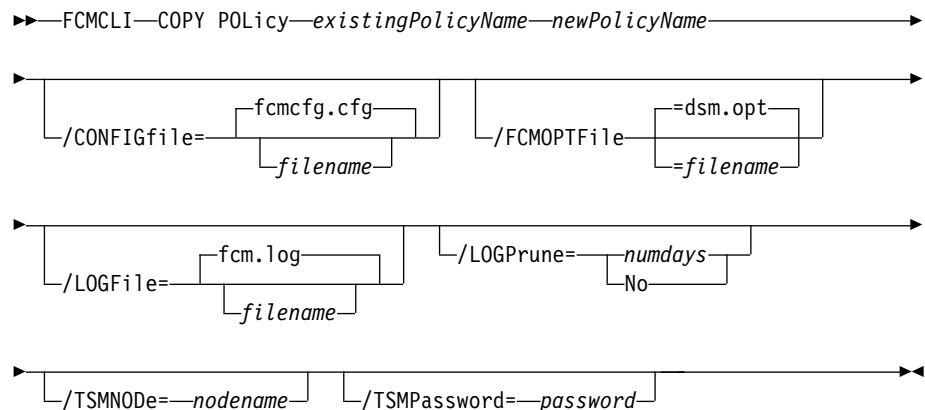 FCMCLI COPY POLicy existingPolicyName newPolicyName
fcmcfg.cfg =dsm.opt
/CONFIGfile= /FCMOPTFile
filename =filename
fcm.log
/LOGFile= /LOGPrune= numdays
filename No
/TSMNODe= nodename /TSMPassword= password